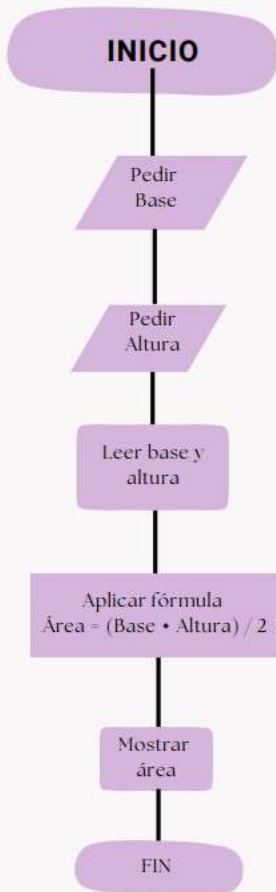 INICIO
Pedir
Base
Pedir
Altura
Leer base y
altura
Aplicar fórmula
Área = (Base • Altura) / 2
Mostrar
área
FIN